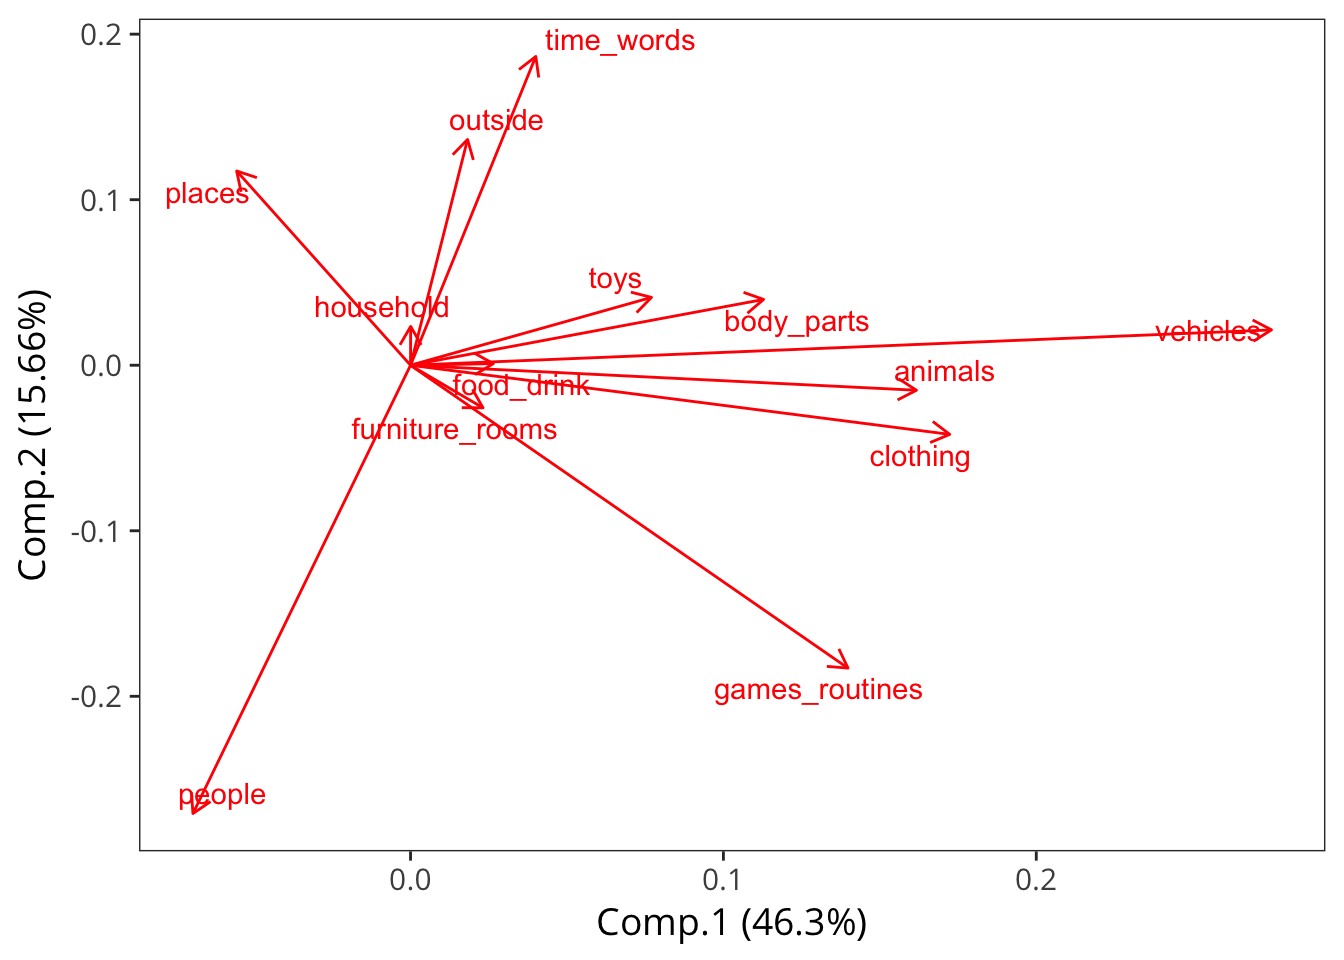 0.2
time_words
outside
places
0.1
toys
household
body_parts
vehicles
0.0
animals
food_drink
furniture_rooms
clothing
-0.1
games_routines
-0.2
people
Comp.2 (15.66%)
0.0
0.1
0.2
Comp.1 (46.3%)